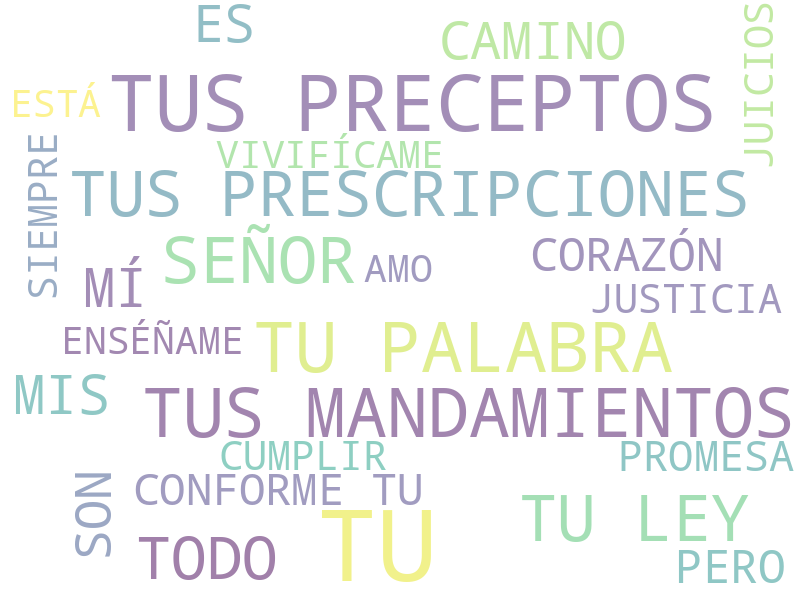 ES
CAMINO
JUICIOS
TUS PRECEPTOS
ESTÁ
VIVIFÍCAME
SIEMPRE
TUS PRESCRIPCIONES
SEÑOR
CORAZÓN
AMO
MÍ
JUSTICIA
ENSÉÑAME
TU PALABRA
MIS
TUS MANDAMIENTOS
CUMPLIR
PROMESA
SON
CONFORME TU
TU LEY
TU
TODO
PERO